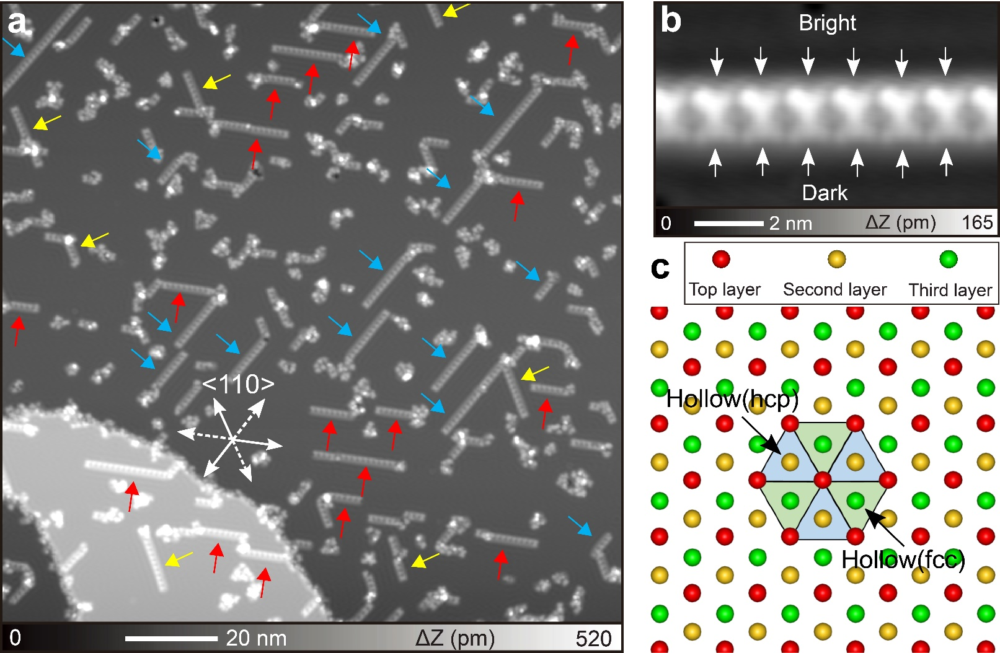 a
<110>
0 20 nm ΔZ (pm) 520
b
Bright
Dark
0 2 nm ΔZ (pm) 165
c
Top layer Second layer Third layer
Hollow(hcp)
Hollow(fcc)